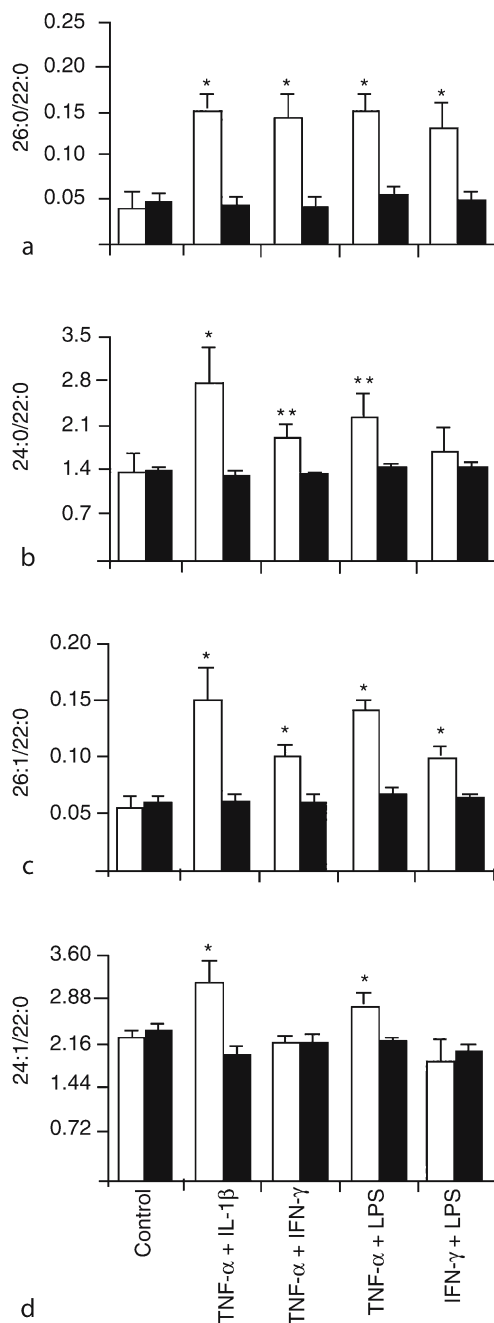 0.25
0.20
0.15
0.10
0.05
26:0/22:0
* * * *
a
3.5
2.8
2.1
1.4
0.7
24:0/22:0
* ** **
b
0.20
0.15
0.10
0.05
26:1/22:0
* * * *
c
3.60
2.88
2.16
1.44
0.72
24:1/22:0
* *
Control
TNF-α + IL-1β
TNF-α + IFN-γ
TNF-α + LPS
IFN-γ + LPS
d